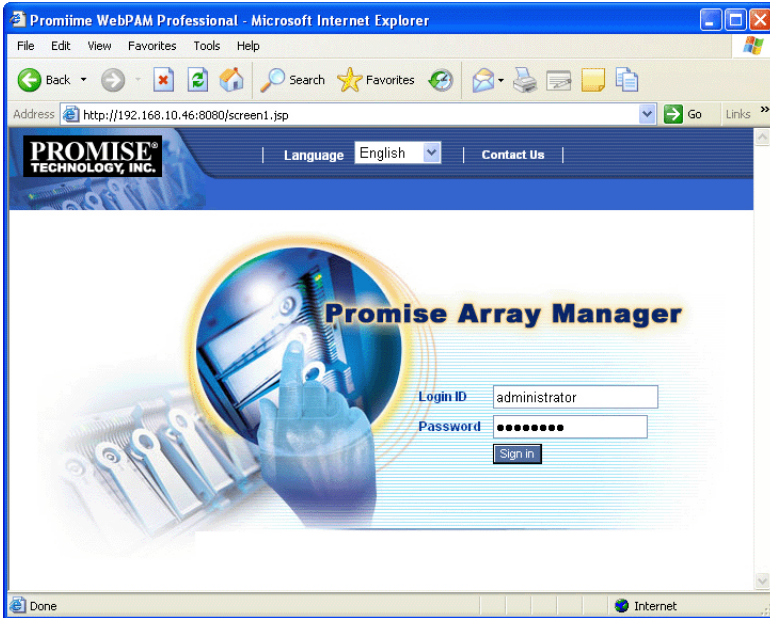 Promiime WebPAM Professional - Microsoft Internet Explorer
File Edit View Favorites Tools Help
Back Search Favorites
Address http://192.168.10.46:8080/screen1.jsp Go Links »
PROMISE®
TECHNOLOGY, INC.
| Language English | Contact Us |
Promise Array Manager
Login ID administrator
Password ●●●●●●●●
Sign in
Done Internet